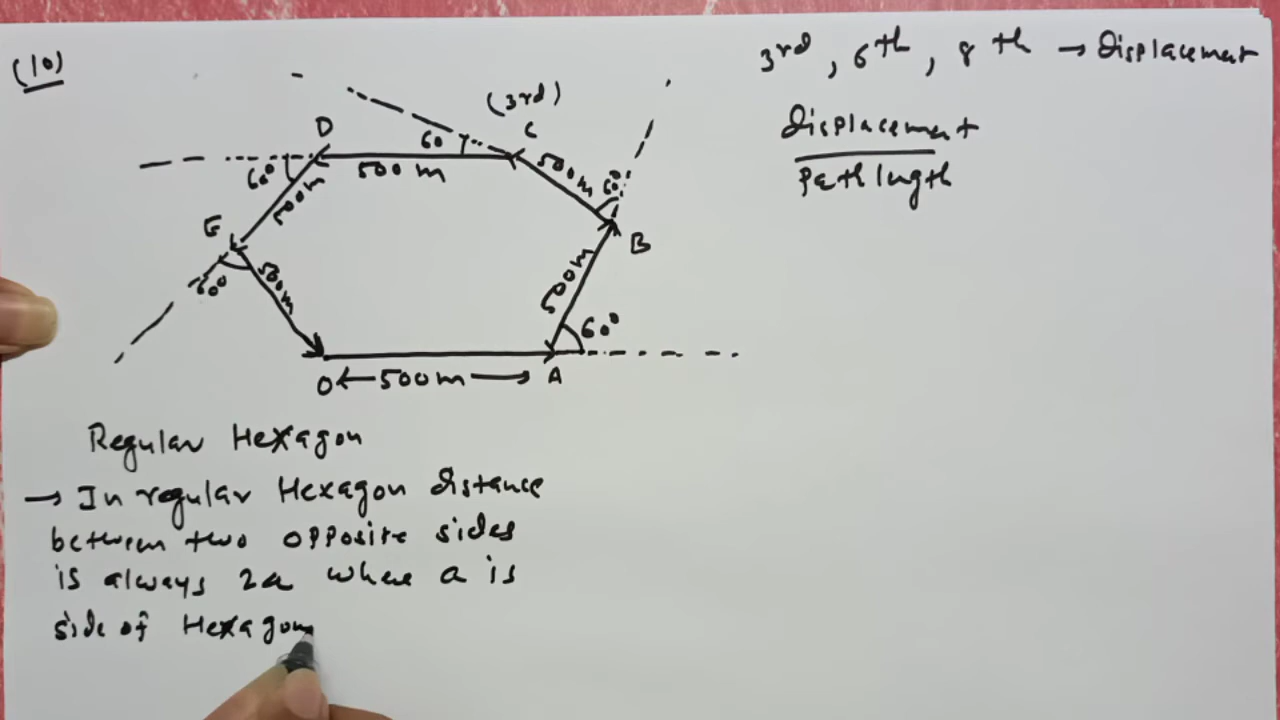 (10)
3rd, 6th, 8th → Displacement
Displacement
Path length
(3rd)
D
C
60
500 m
60°
500m
500m
60°
E
B
60°
500m
500m
60°
O ← 500m → A
Regular Hexagon
→ In regular Hexagon distance
between two opposite sides
is always 2a where a is
side of Hexagon